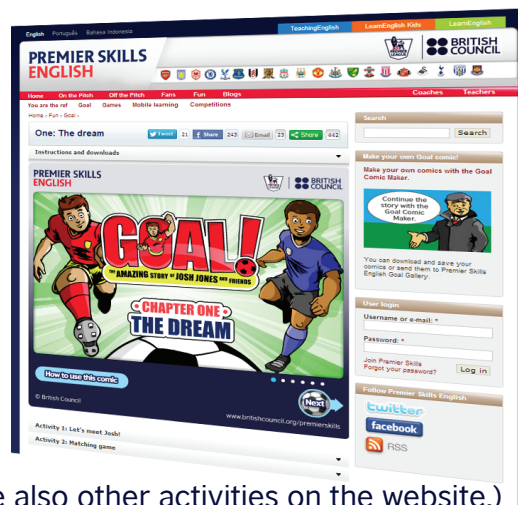 English Português Bahasa Indonesia
TeachingEnglish LearnEnglish Kids LearnEnglish
PREMIER SKILLS
ENGLISH
BRITISH
COUNCIL
Home On the Pitch Off the Pitch Fans Fun Blogs Coaches Teachers
You are the ref Goal Games Mobile learning Competitions
Home › Fun › Goal ›
One: The dream
Tweet 21 Share 243 Email 23 Share 442
Instructions and downloads
PREMIER SKILLS
ENGLISH
BRITISH
COUNCIL
GOAL!
THE AMAZING STORY OF JOSH JONES AND FRIENDS
• CHAPTER ONE •
THE DREAM
How to use this comic
Next
© British Council
www.britishcouncil.org/premierskills
Activity 1: Let's meet Josh!
Activity 2: Matching game
Search
Search
Make your own Goal comic!
Make your own comics with the Goal
Comic Maker.
Continue the
story with the
Goal Comic
Maker.
You can download and save your
comics or send them to Premier Skills
English Goal Gallery.
User login
Username or e-mail: *
Password: *
Join Premier Skills
Forgot your password?
Log in
Follow Premier Skills English
twitter
facebook
RSS
e also other activities on the website.)